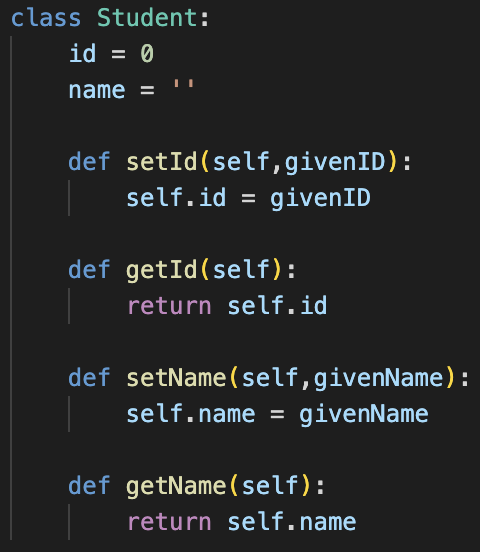 class Student:
    id = 0
    name = ''

    def setId(self,givenID):
        self.id = givenID

    def getId(self):
        return self.id

    def setName(self,givenName):
        self.name = givenName

    def getName(self):
        return self.name